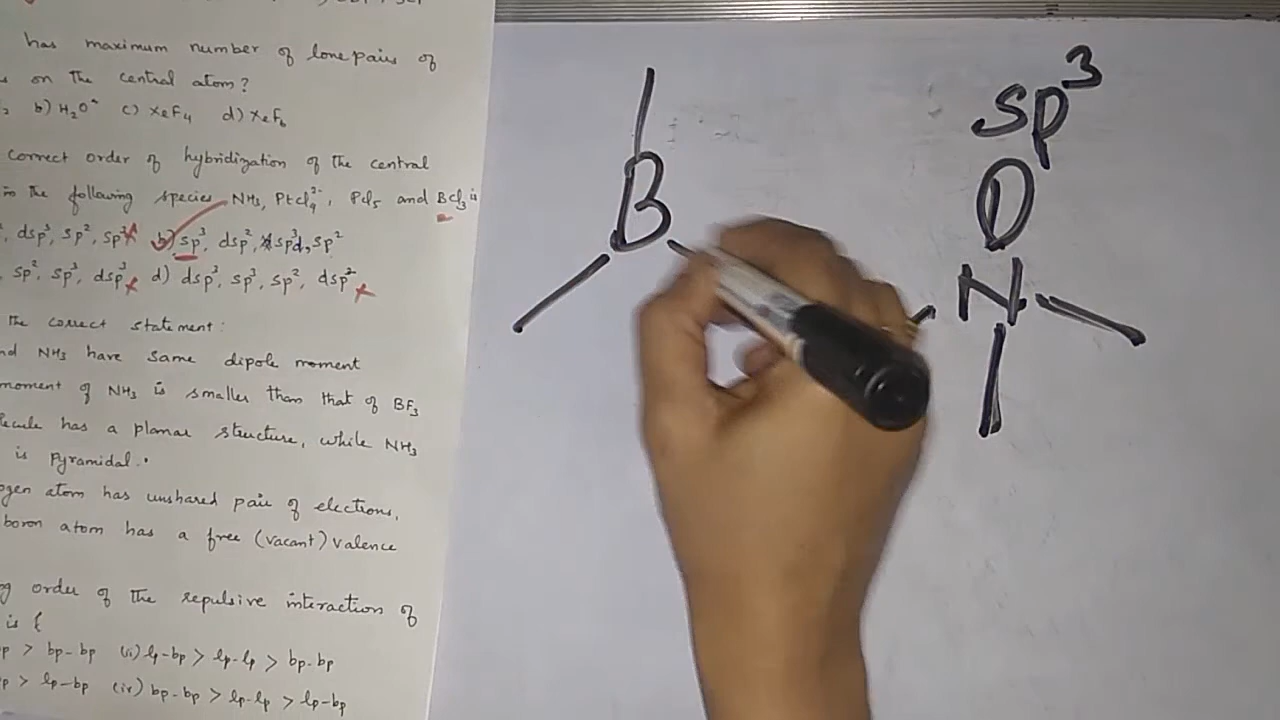 has maximum number of lone pairs of
on the central atom?
b) H₂O⁺ c) XeF₄ d) XeF₆
correct order of hybridization of the central
in the following species NH₃, PtCl₄²⁻, PCl₅ and BCl₃ is
dsp³, sp², sp³ b) sp³, dsp², sp³d, sp²
sp², sp³, dsp³ d) dsp², sp³, sp², dsp²
the correct statement:
NH₃ have same dipole moment
moment of NH₃ is smaller than that of BF₃
has a planar structure, while NH₃
is pyramidal.
atom has unshared pair of elections,
boron atom has a free (vacant) valence
order of the repulsive interaction of
is {
> bp-bp (ii) lp-bp > lp-lp > bp-bp
> lp-bp (iv) bp-bp > lp-lp > lp-bp
sp³
B
N